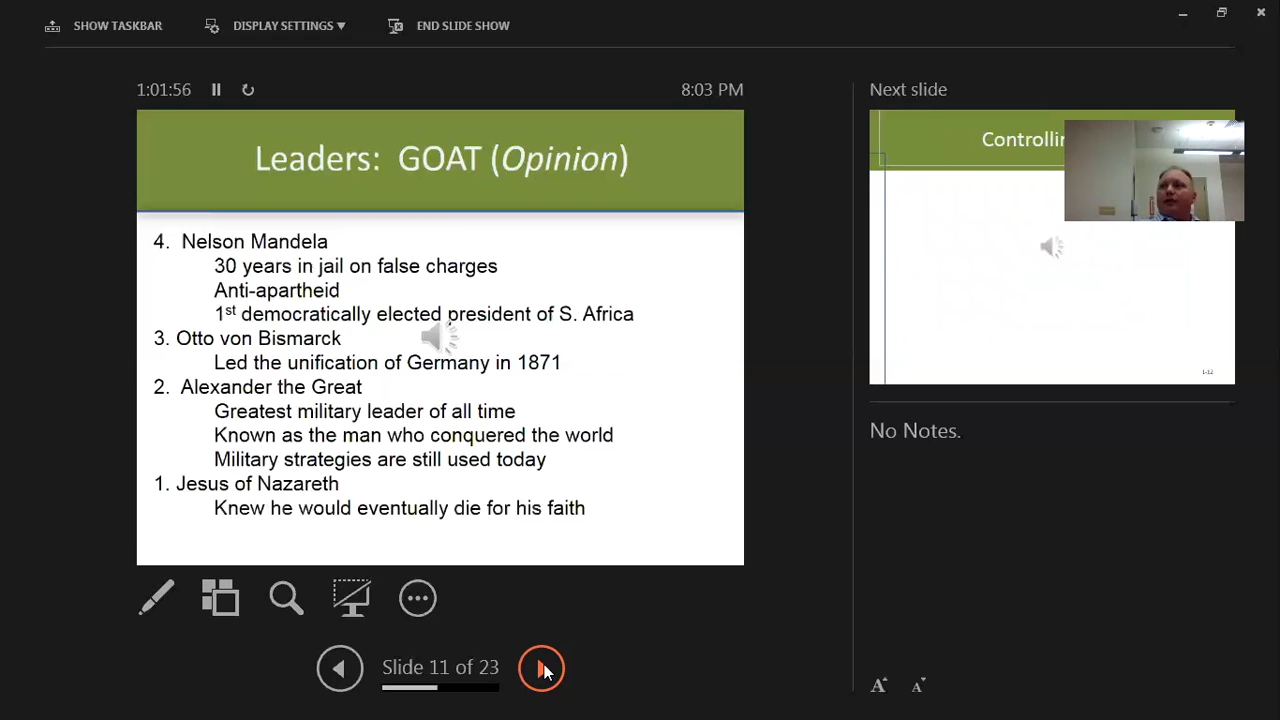 SHOW TASKBAR DISPLAY SETTINGS ▼ END SLIDE SHOW
1:01:56 8:03 PM
Leaders: GOAT (Opinion)
4. Nelson Mandela
30 years in jail on false charges
Anti-apartheid
1st democratically elected president of S. Africa
3. Otto von Bismarck
Led the unification of Germany in 1871
2. Alexander the Great
Greatest military leader of all time
Known as the man who conquered the world
Military strategies are still used today
1. Jesus of Nazareth
Knew he would eventually die for his faith
Slide 11 of 23
Next slide
Controllin
1-12
No Notes.
A A